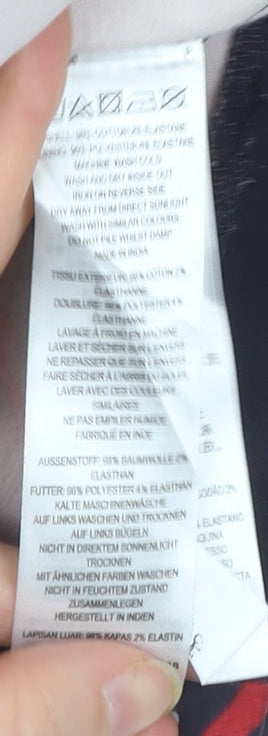 SHELL: 98% COTTON 2% ELASTANE
LINING: 96% POLYESTER 4% ELASTANE
MACHINE WASH COLD
WASH AND DRY INSIDE OUT
IRON ON REVERSE SIDE
DRY AWAY FROM DIRECT SUNLIGHT
WASH WITH SIMILAR COLOURS
DO NOT PILE WHILST DAMP
MADE IN INDIA
TISSU EXTERIEUR: 98% COTON 2%
ELASTHANNE
DOUBLURE: 96% POLYESTER 4%
ELASTHANNE
LAVAGE À FROID EN MACHINE
LAVER ET SÉCHER SUR L'ENVERS
NE REPASSER QUE SUR L'ENVERS
FAIRE SÉCHER À L'ABRI DU SOLEIL
LAVER AVEC DES COULEURS
SIMILAIRES
NE PAS EMPILER HUMIDE
FABRIQUÉ EN INDE
AUSSENSTOFF: 98% BAUMWOLLE 2%
ELASTHAN
FUTTER: 96% POLYESTER 4% ELASTHAN
KALTE MASCHINENWÄSCHE
AUF LINKS WASCHEN UND TROCKNEN
AUF LINKS BÜGELN
NICHT IN DIREKTEM SONNENLICHT
TROCKNEN
MIT ÄHNLICHEN FARBEN WASCHEN
NICHT IN FEUCHTEM ZUSTAND
ZUSAMMENLEGEN
HERGESTELLT IN INDIEN
LAPISAN LUAR: 98% KAPAS 2% ELASTIN